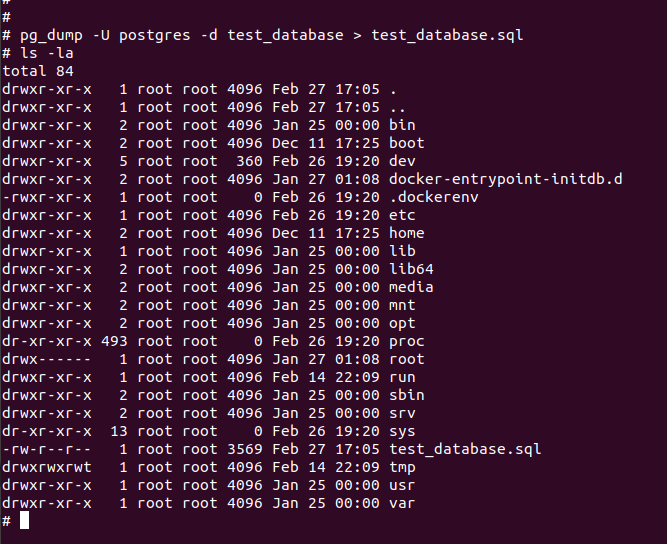 #
#
# pg_dump -U postgres -d test_database > test_database.sql
# ls -la
total 84
drwxr-xr-x   1 root root 4096 Feb 27 17:05 .
drwxr-xr-x   1 root root 4096 Feb 27 17:05 ..
drwxr-xr-x   2 root root 4096 Jan 25 00:00 bin
drwxr-xr-x   2 root root 4096 Dec 11 17:25 boot
drwxr-xr-x   5 root root  360 Feb 26 19:20 dev
drwxr-xr-x   2 root root 4096 Jan 27 01:08 docker-entrypoint-initdb.d
-rwxr-xr-x   1 root root    0 Feb 26 19:20 .dockerenv
drwxr-xr-x   1 root root 4096 Feb 26 19:20 etc
drwxr-xr-x   2 root root 4096 Dec 11 17:25 home
drwxr-xr-x   1 root root 4096 Jan 25 00:00 lib
drwxr-xr-x   2 root root 4096 Jan 25 00:00 lib64
drwxr-xr-x   2 root root 4096 Jan 25 00:00 media
drwxr-xr-x   2 root root 4096 Jan 25 00:00 mnt
drwxr-xr-x   2 root root 4096 Jan 25 00:00 opt
dr-xr-xr-x 493 root root    0 Feb 26 19:20 proc
drwx------   1 root root 4096 Jan 27 01:08 root
drwxr-xr-x   1 root root 4096 Feb 14 22:09 run
drwxr-xr-x   2 root root 4096 Jan 25 00:00 sbin
drwxr-xr-x   2 root root 4096 Jan 25 00:00 srv
dr-xr-xr-x  13 root root    0 Feb 26 19:20 sys
-rw-r--r--   1 root root 3569 Feb 27 17:05 test_database.sql
drwxrwxrwt   1 root root 4096 Feb 14 22:09 tmp
drwxr-xr-x   1 root root 4096 Jan 25 00:00 usr
drwxr-xr-x   1 root root 4096 Jan 25 00:00 var
#